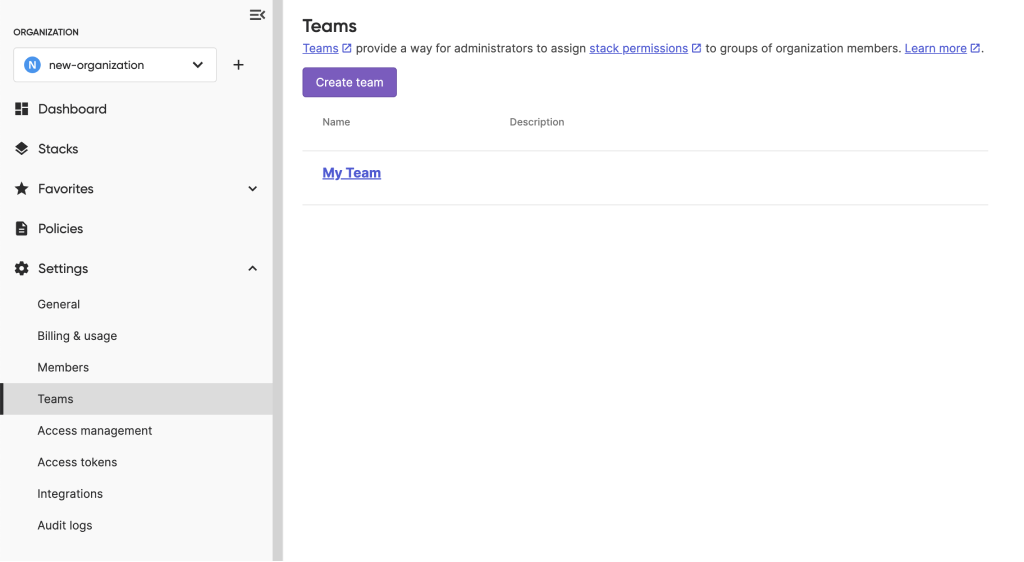 ORGANIZATION
N new-organization
Dashboard
Stacks
Favorites
Policies
Settings
General
Billing & usage
Members
Teams
Access management
Access tokens
Integrations
Audit logs
Teams
Teams provide a way for administrators to assign stack permissions to groups of organization members. Learn more .
Create team
Name Description
My Team